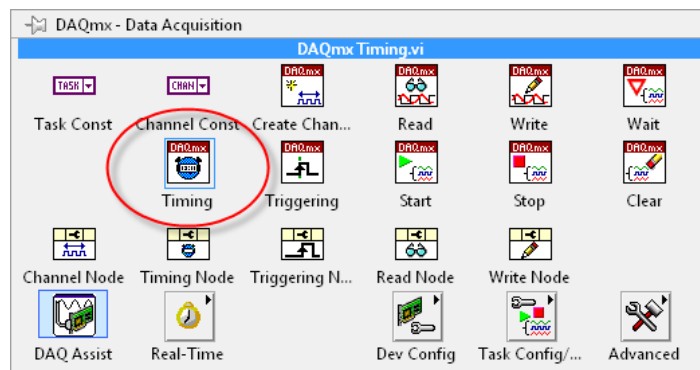 DAQmx - Data Acquisition
DAQmx Timing.vi
TASK CHAN DAQmx DAQmx DAQmx DAQmx
Task Const Channel Const Create Chan... Read Write Wait
DAQmx DAQmx DAQmx DAQmx DAQmx
Timing Triggering Start Stop Clear
Channel Node Timing Node Triggering N... Read Node Write Node
DAQ Assist Real-Time Dev Config Task Config/... Advanced